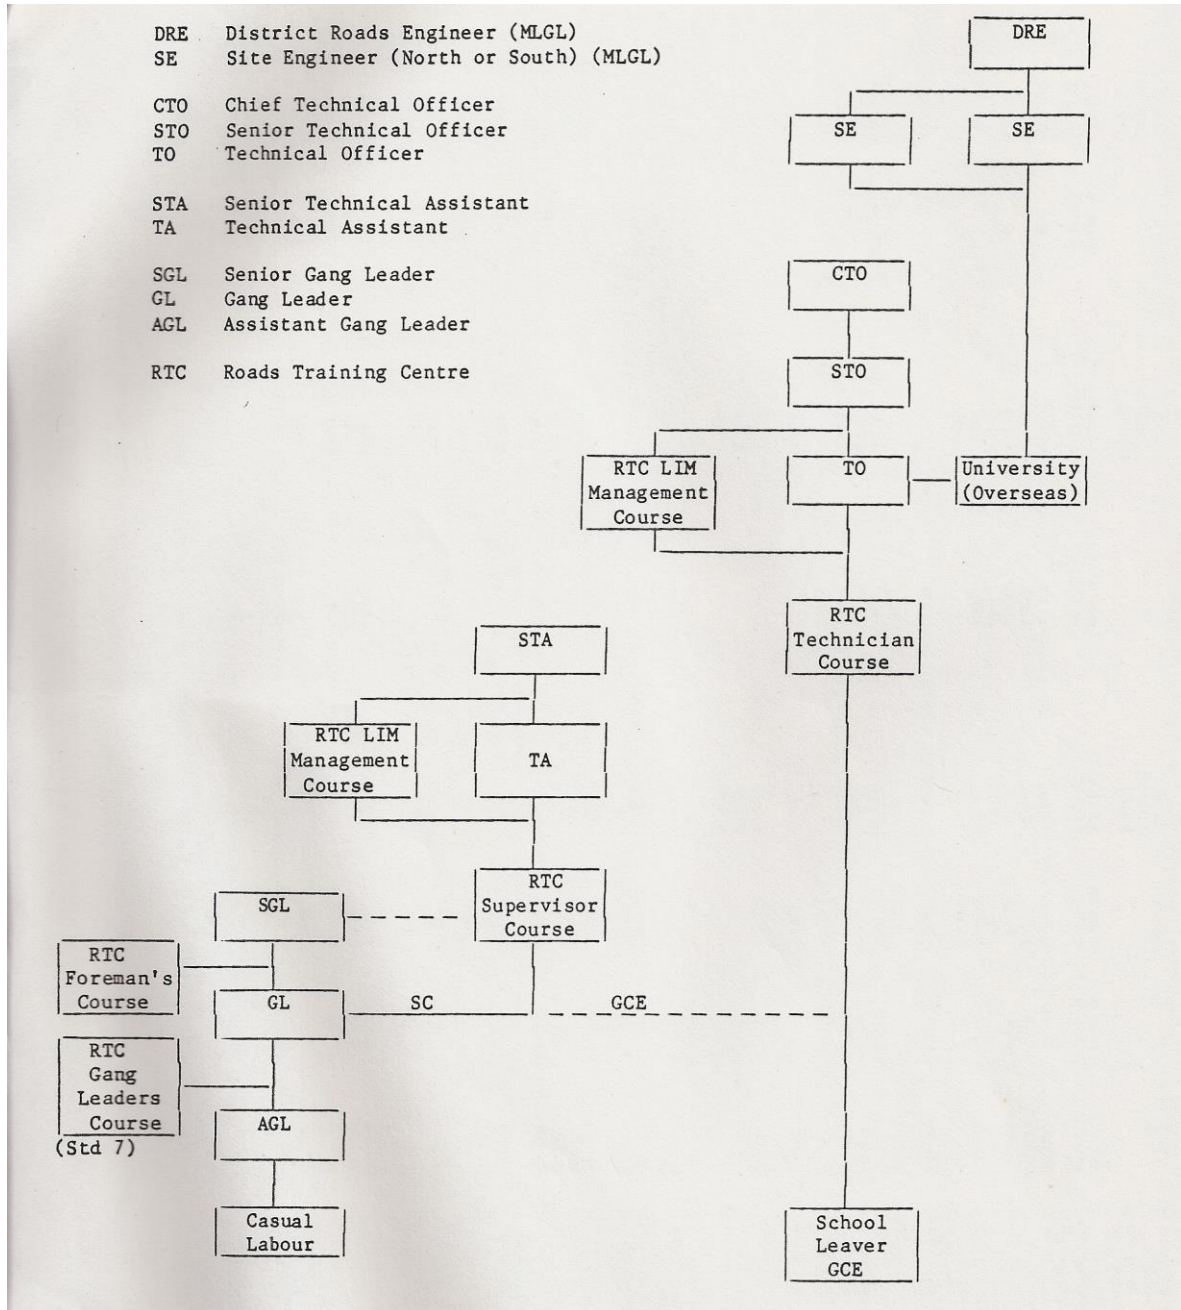 DRE District Roads Engineer (MLGL)
SE Site Engineer (North or South) (MLGL)
CTO Chief Technical Officer
STO Senior Technical Officer
TO Technical Officer
STA Senior Technical Assistant
TA Technical Assistant
SGL Senior Gang Leader
GL Gang Leader
AGL Assistant Gang Leader
RTC Roads Training Centre
DRE
SE
SE
CTO
STO
RTC LIM
Management
Course
TO
University
(Overseas)
RTC
Technician
Course
STA
RTC LIM
Management
Course
TA
RTC
Supervisor
Course
SGL
RTC
Foreman's
Course
GL
SC
GCE
RTC
Gang
Leaders
Course
(Std 7)
AGL
Casual
Labour
School
Leaver
GCE